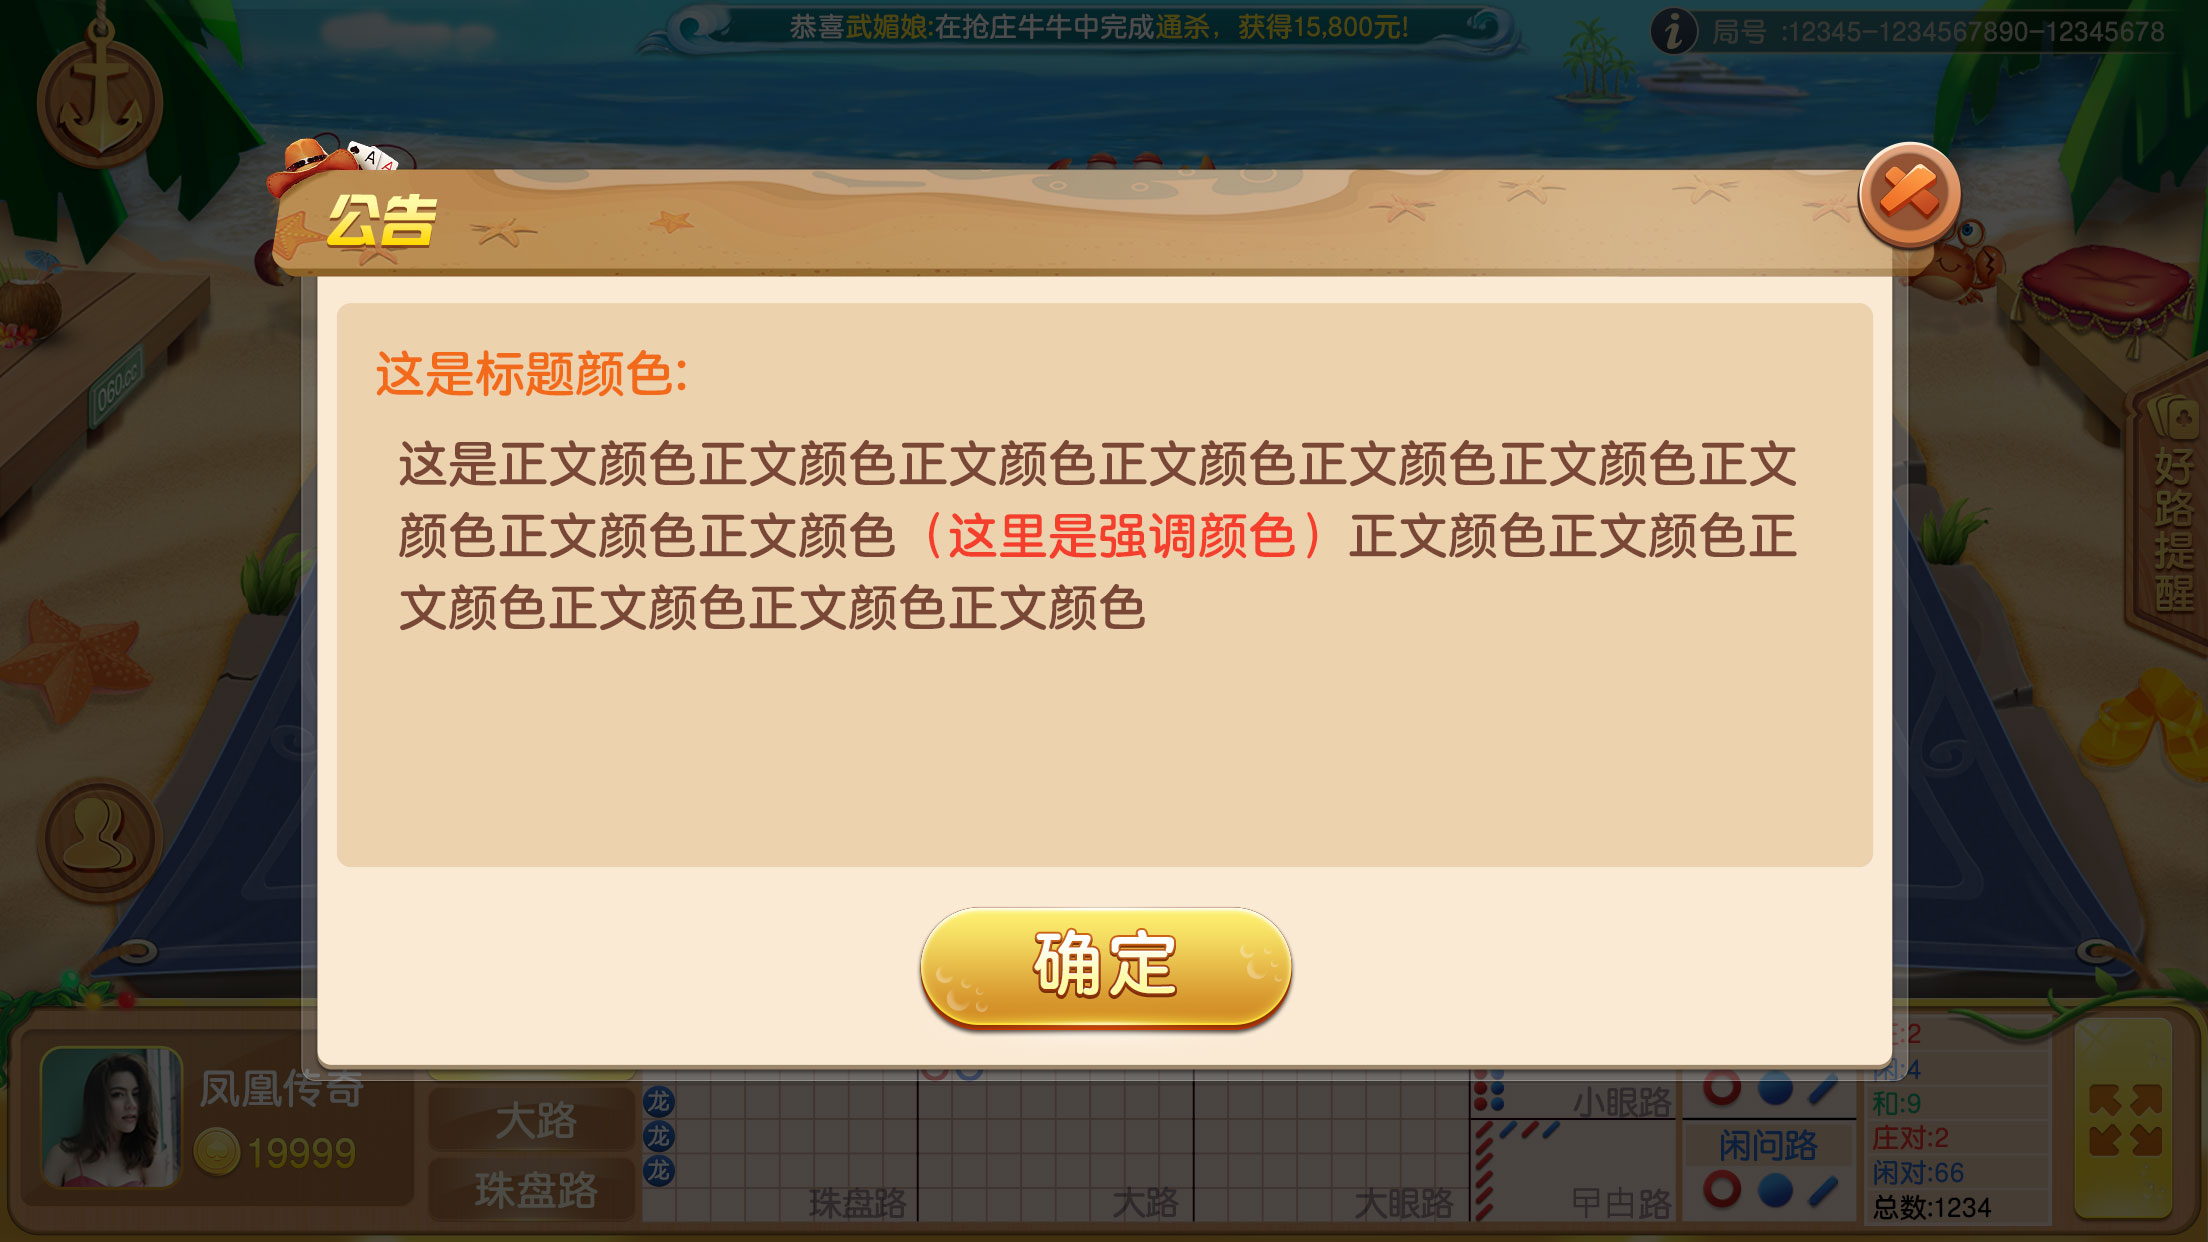 恭喜武媚娘:在抢庄牛牛中完成通杀，获得15,800元!
局号 :12345-1234567890-12345678
公告
这是标题颜色:
这是正文颜色正文颜色正文颜色正文颜色正文颜色正文颜色正文
颜色正文颜色正文颜色（这里是强调颜色）正文颜色正文颜色正
文颜色正文颜色正文颜色正文颜色
确定
060.cc
好路提醒
凤凰传奇
19999
大路
珠盘路
龙
龙
龙
珠盘路
大路
大眼路
小眼路
曱甴路
闲问路
:2
闲:4
和:9
庄对:2
闲对:66
总数:1234